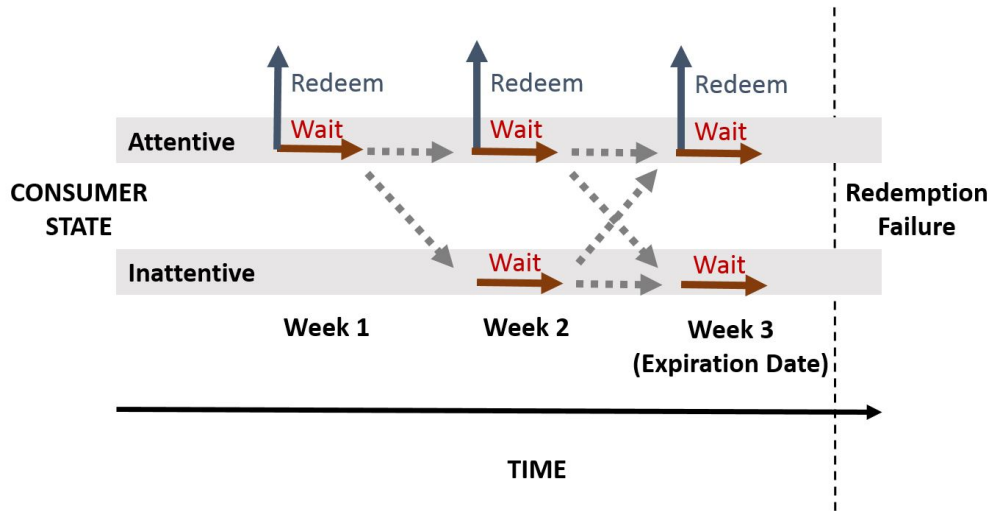 Redeem
Redeem
Redeem
Attentive
Wait
Wait
Wait
CONSUMER
STATE
Redemption
Failure
Inattentive
Wait
Wait
Week 1
Week 2
Week 3
(Expiration Date)
TIME